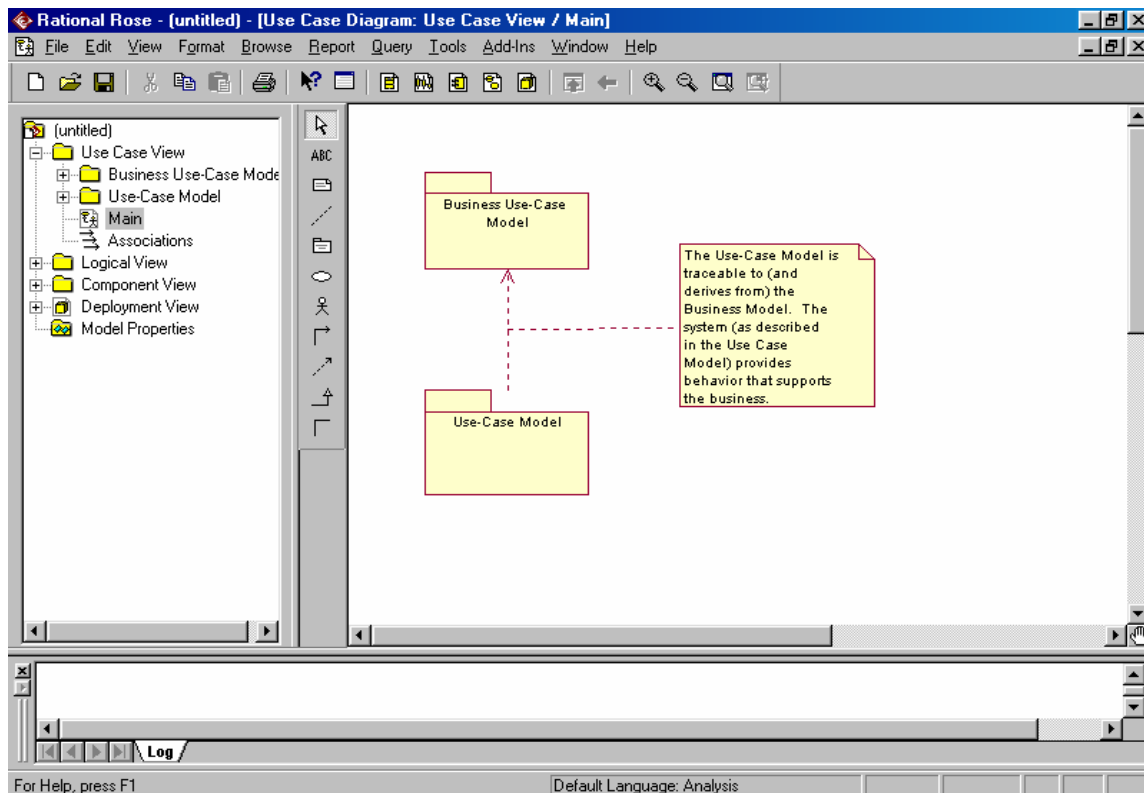 Rational Rose - (untitled) - [Use Case Diagram: Use Case View / Main]
File Edit View Format Browse Report Query Tools Add-Ins Window Help
(untitled)
Use Case View
Business Use-Case Mode
Use-Case Model
Main
Associations
Logical View
Component View
Deployment View
Model Properties
ABC
Business Use-Case
Model
The Use-Case Model is
traceable to (and
derives from) the
Business Model. The
system (as described
in the Use Case
Model) provides
behavior that supports
the business.
Use-Case Model
Log
For Help, press F1
Default Language: Analysis